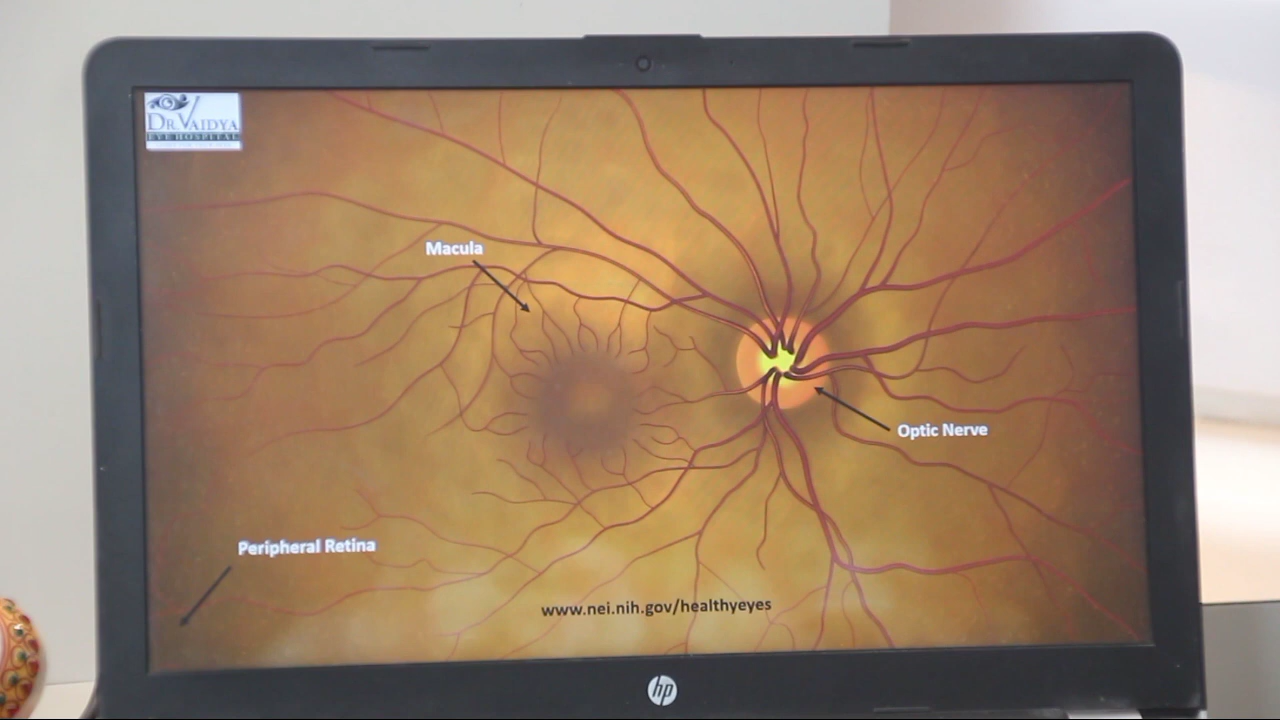 DR.VAIDYA
EYE HOSPITAL
Macula
Optic Nerve
Peripheral Retina
www.nei.nih.gov/healthyeyes
hp